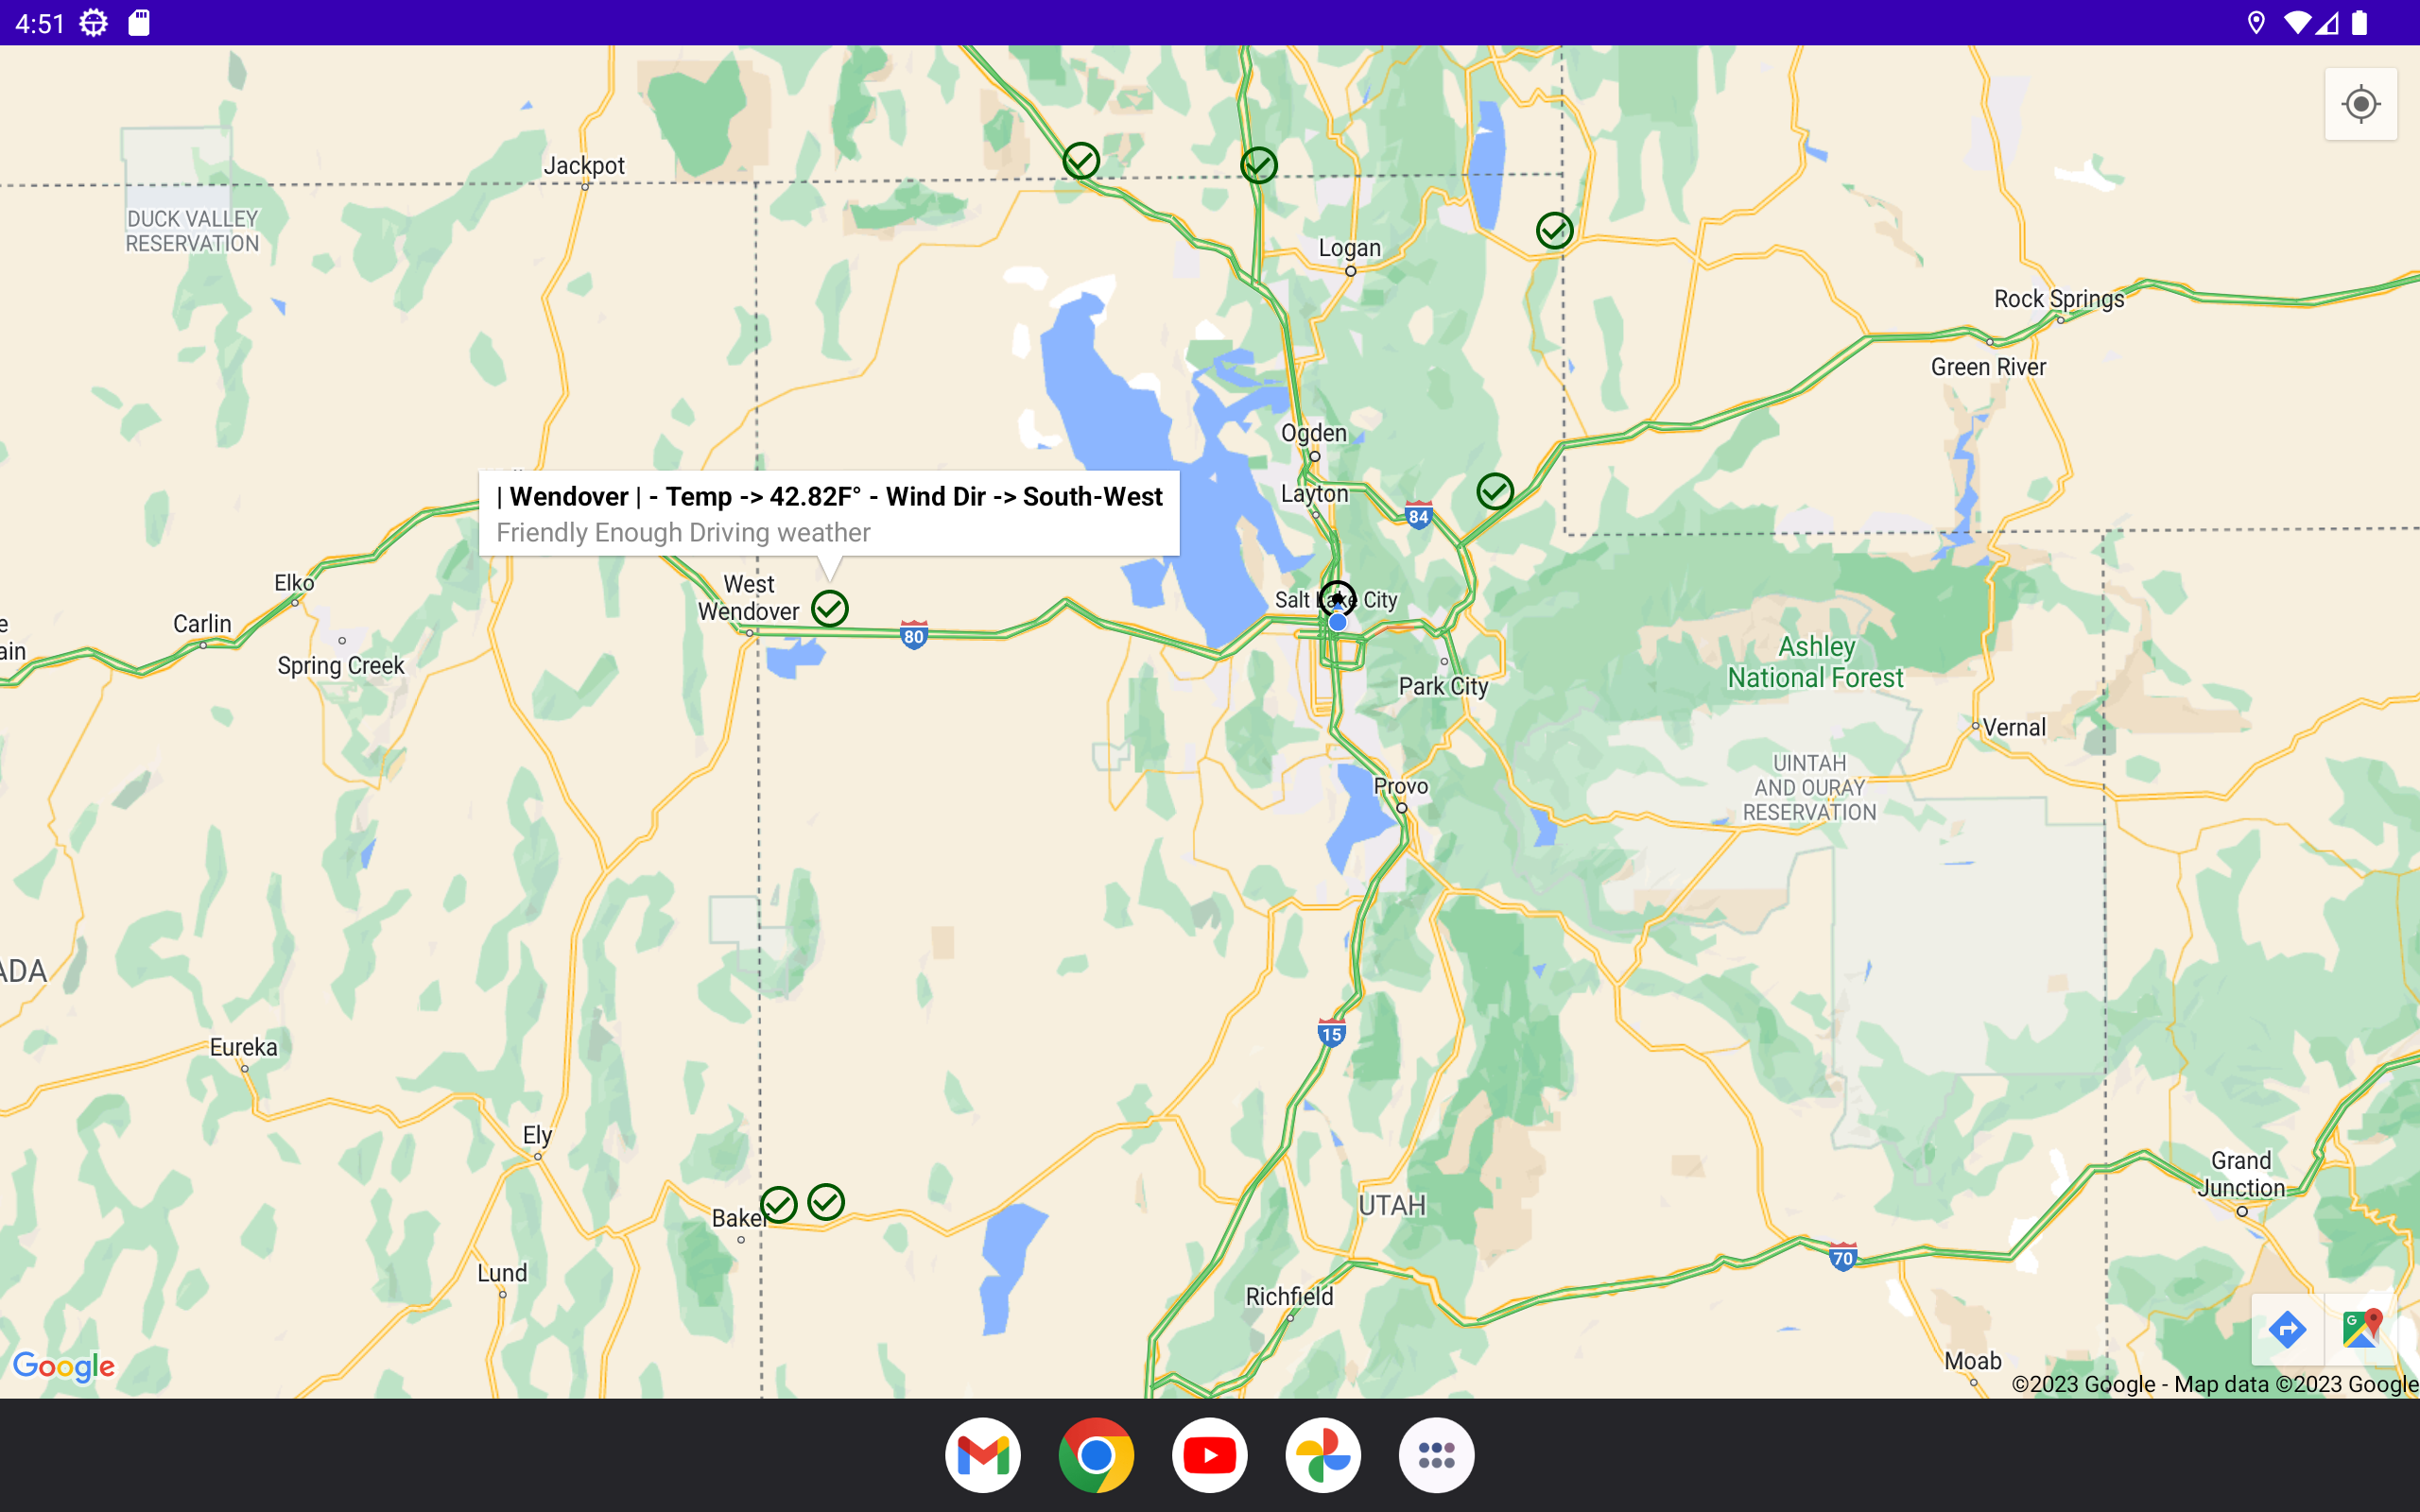 4:51
Jackpot
DUCK VALLEY
RESERVATION
Logan
Rock Springs
Green River
Ogden
Layton
84
| Wendover | - Temp -> 42.82F° - Wind Dir -> South-West
Friendly Enough Driving weather
Elko
West
Wendover
Carlin
ain
Spring Creek
80
Salt Lake City
Park City
Ashley
National Forest
Vernal
UINTAH
AND OURAY
RESERVATION
Provo
ADA
15
Eureka
Ely
Baker
UTAH
Grand
Junction
70
Lund
Richfield
Moab
Google
G
©2023 Google - Map data ©2023 Google